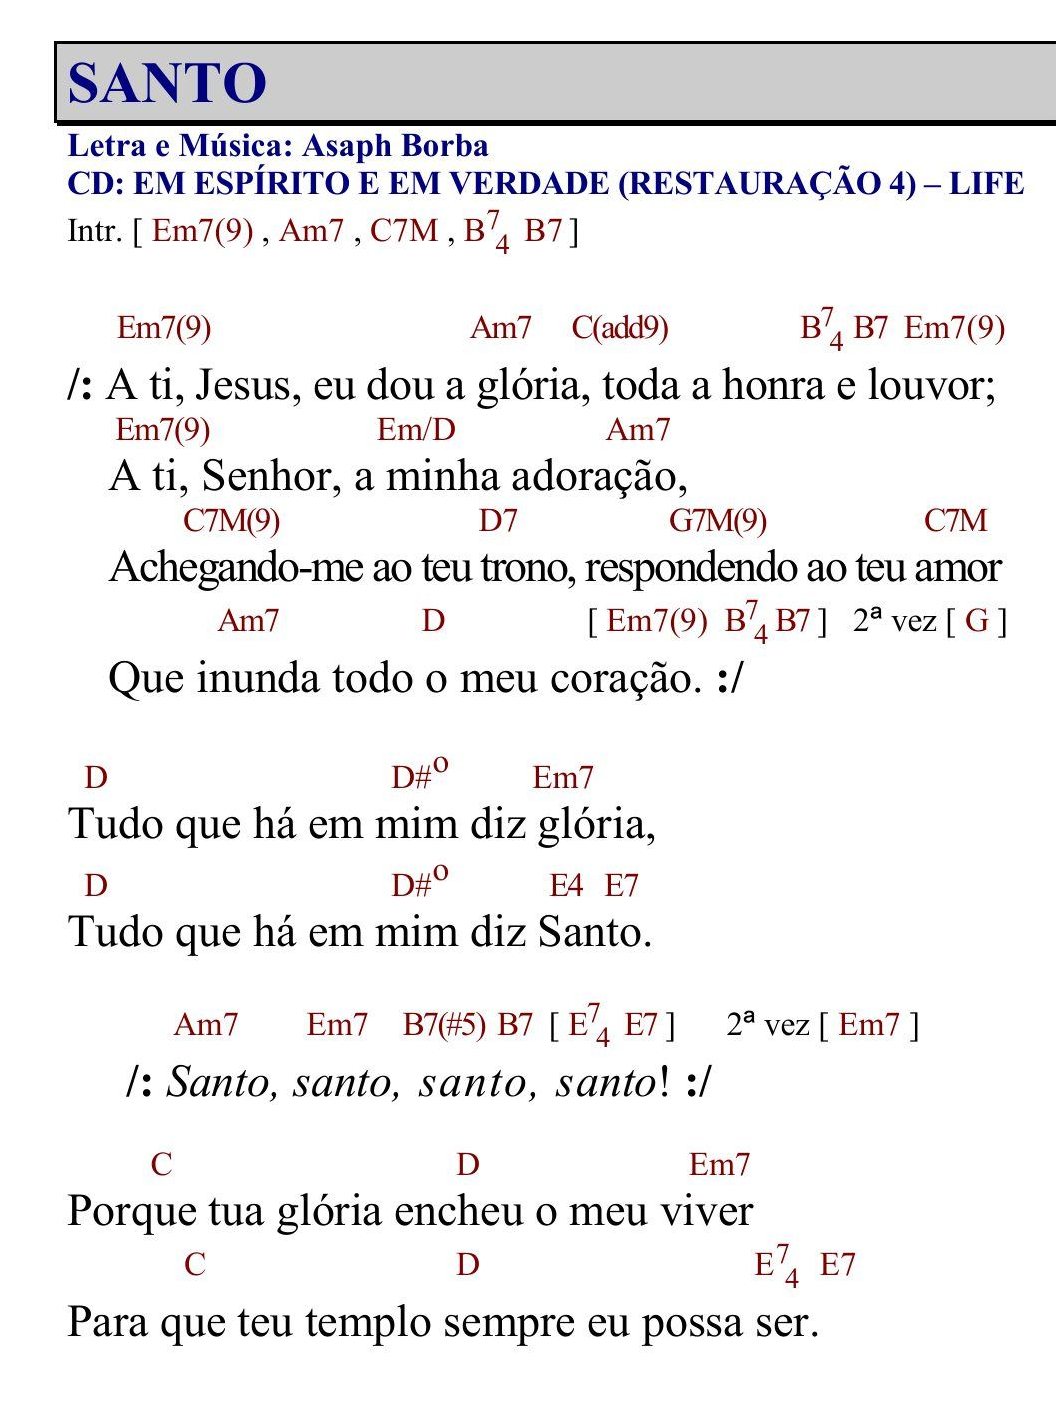 SANTO
Letra e Música: Asaph Borba
CD: EM ESPÍRITO E EM VERDADE (RESTAURAÇÃO 4) – LIFE
Intr. [ Em7(9) , Am7 , C7M , B7/4 B7 ]
Em7(9) Am7 C(add9) B7/4 B7 Em7(9)
/: A ti, Jesus, eu dou a glória, toda a honra e louvor;
Em7(9) Em/D Am7
A ti, Senhor, a minha adoração,
C7M(9) D7 G7M(9) C7M
Achegando-me ao teu trono, respondendo ao teu amor
Am7 D [ Em7(9) B7/4 B7 ] 2ª vez [ G ]
Que inunda todo o meu coração. :/
D D#º Em7
Tudo que há em mim diz glória,
D D#º E4 E7
Tudo que há em mim diz Santo.
Am7 Em7 B7(#5) B7 [ E7/4 E7 ] 2ª vez [ Em7 ]
/: Santo, santo, santo, santo! :/
C D Em7
Porque tua glória encheu o meu viver
C D E7/4 E7
Para que teu templo sempre eu possa ser.